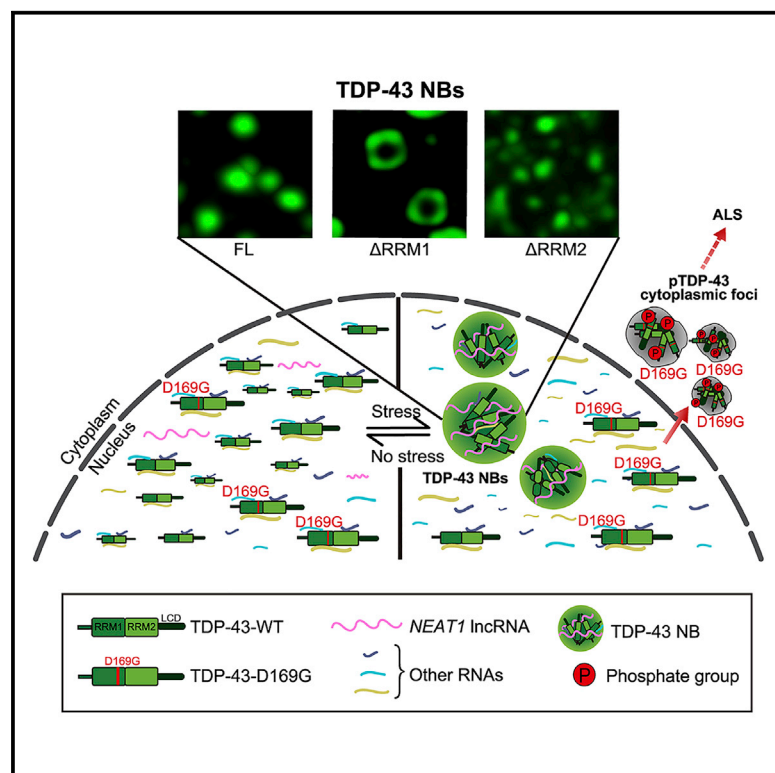 TDP-43 NBs
FL
ΔRRM1
ΔRRM2
ALS
pTDP-43
cytoplasmic foci
P
P
P
P
P
P
D169G
D169G
D169G
Cytoplasm
Nucleus
D169G
Stress
No stress
TDP-43 NBs
D169G
D169G
D169G
D169G
D169G
RRM1
RRM2
LCD
TDP-43-WT
NEAT1 lncRNA
TDP-43 NB
D169G
TDP-43-D169G
Other RNAs
P
Phosphate group